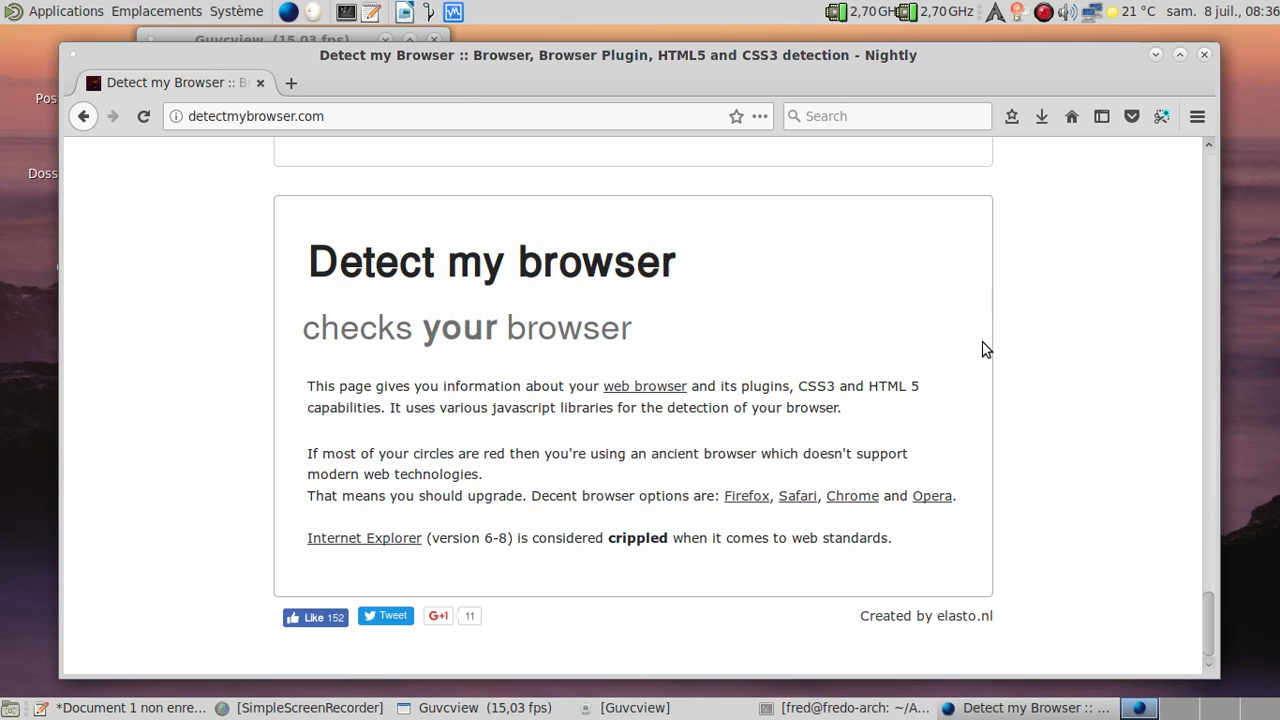 Applications Emplacements Système 2,70 GHz 21 °C sam. 8 juil., 08:36
Guvcview (15,03 fps)
Detect my Browser :: Browser, Browser Plugin, HTML5 and CSS3 detection - Nightly
Detect my Browser :: B
detectmybrowser.com
Search
Pos
Doss
Detect my browser
checks your browser
This page gives you information about your web browser and its plugins, CSS3 and HTML 5
capabilities. It uses various javascript libraries for the detection of your browser.
If most of your circles are red then you're using an ancient browser which doesn't support
modern web technologies.
That means you should upgrade. Decent browser options are: Firefox, Safari, Chrome and Opera.
Internet Explorer (version 6-8) is considered crippled when it comes to web standards.
Like 152 Tweet G+1 11 Created by elasto.nl
*Document 1 non enre... [SimpleScreenRecorder] Guvcview (15,03 fps) [Guvcview] [fred@fredo-arch: ~/A... Detect my Browser :: ...